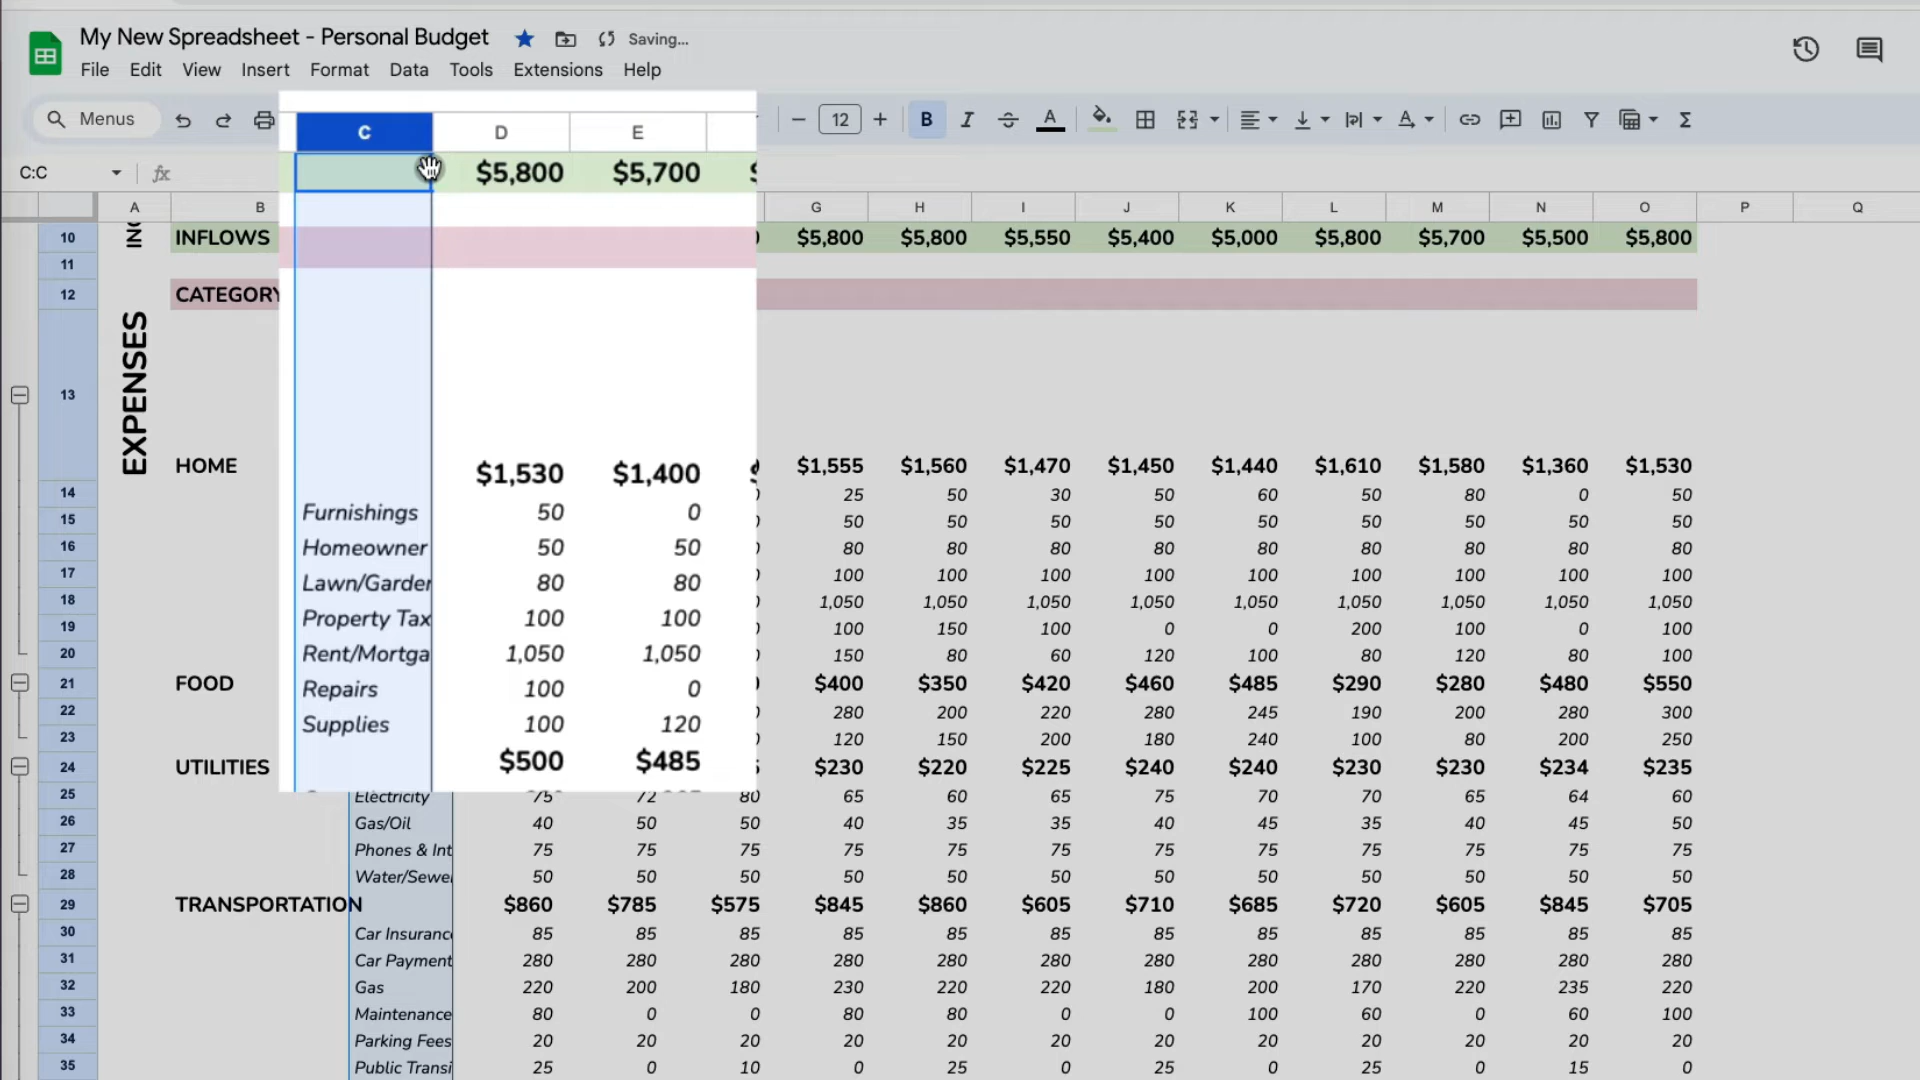 My New Spreadsheet - Personal Budget Saving...
File Edit View Insert Format Data Tools Extensions Help
Menus 12 B I A
C:C fx
C D E
$5,800 $5,700
A B G H I J K L M N O P Q
10 INFLOWS $5,800 $5,800 $5,550 $5,400 $5,000 $5,800 $5,700 $5,500 $5,800
11
12 CATEGORY
13 EXPENSES
HOME $1,530 $1,400 $1,555 $1,560 $1,470 $1,450 $1,440 $1,610 $1,580 $1,360 $1,530
14 Furnishings 50 0 25 50 30 50 60 50 80 0 50
15 Homeowner 50 50 50 50 50 50 50 50 50 50 50
16 Lawn/Garden 80 80 80 80 80 80 80 80 80 80 80
17 Property Tax 100 100 100 100 100 100 100 100 100 100 100
18 Rent/Mortga 1,050 1,050 1,050 1,050 1,050 1,050 1,050 1,050 1,050 1,050 1,050
19 Repairs 100 0 100 150 100 0 0 200 100 0 100
20 Supplies 100 120 150 80 60 120 100 80 120 80 100
21 FOOD $500 $485 $400 $350 $420 $460 $485 $290 $280 $480 $550
22 280 200 220 280 245 190 200 280 300
23 120 150 200 180 240 100 80 200 250
24 UTILITIES $230 $220 $225 $240 $240 $230 $230 $234 $235
25 Electricity 75 72 80 65 60 65 75 70 70 65 64 60
26 Gas/Oil 40 50 50 40 35 35 40 45 35 40 45 50
27 Phones & Int 75 75 75 75 75 75 75 75 75 75 75 75
28 Water/Sewer 50 50 50 50 50 50 50 50 50 50 50 50
29 TRANSPORTATION $860 $785 $575 $845 $860 $605 $710 $685 $720 $605 $845 $705
30 Car Insurance 85 85 85 85 85 85 85 85 85 85 85 85
31 Car Payment 280 280 280 280 280 280 280 280 280 280 280 280
32 Gas 220 200 180 230 220 220 180 200 170 220 235 220
33 Maintenance 80 0 0 80 80 0 0 100 60 0 60 100
34 Parking Fees 20 20 20 20 20 20 20 20 20 20 20 20
35 Public Transi 25 0 10 0 25 0 0 0 25 0 15 0